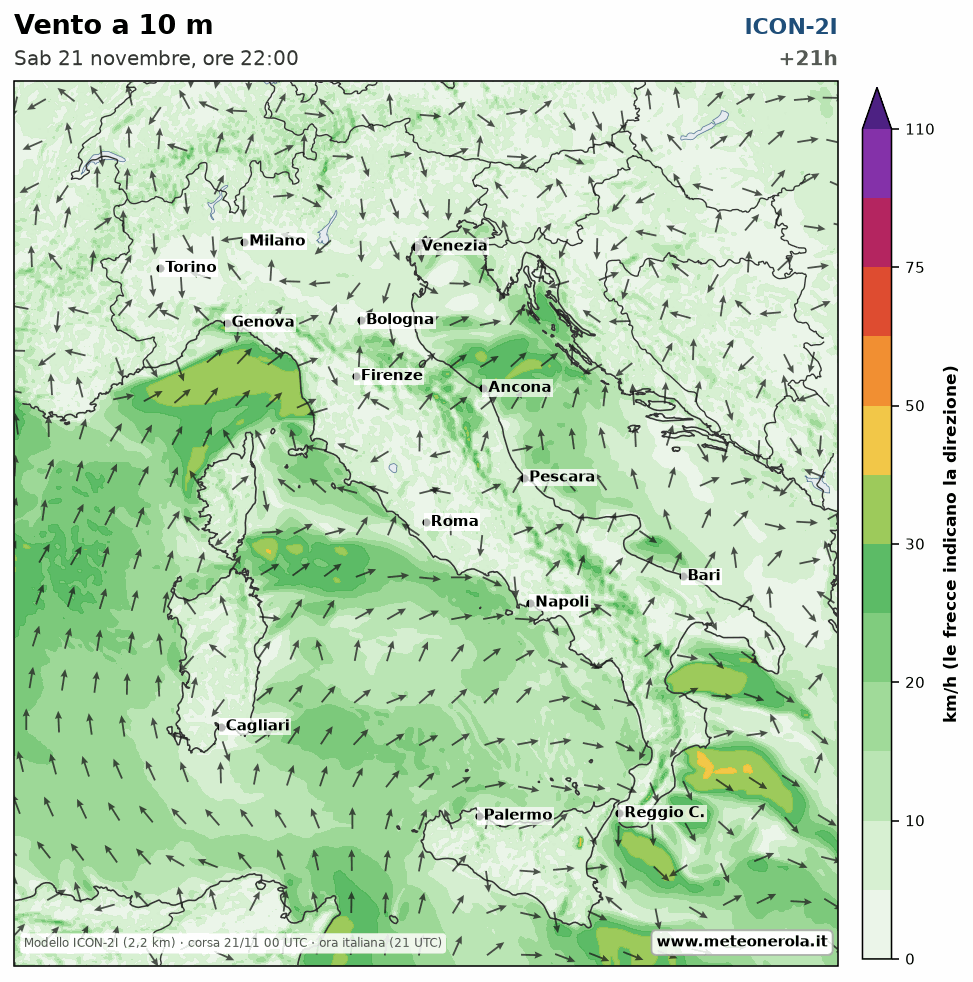 Vento a 10 m
ICON-2I
Sab 21 novembre, ore 22:00
+21h
110
75
50
30
20
10
0
km/h (le frecce indicano la direzione)
Milano
Venezia
Torino
Genova
Bologna
Firenze
Ancona
Pescara
Roma
Bari
Napoli
Cagliari
Palermo
Reggio C.
Modello ICON-2I (2,2 km) · corsa 21/11 00 UTC · ora italiana (21 UTC)
www.meteonerola.it